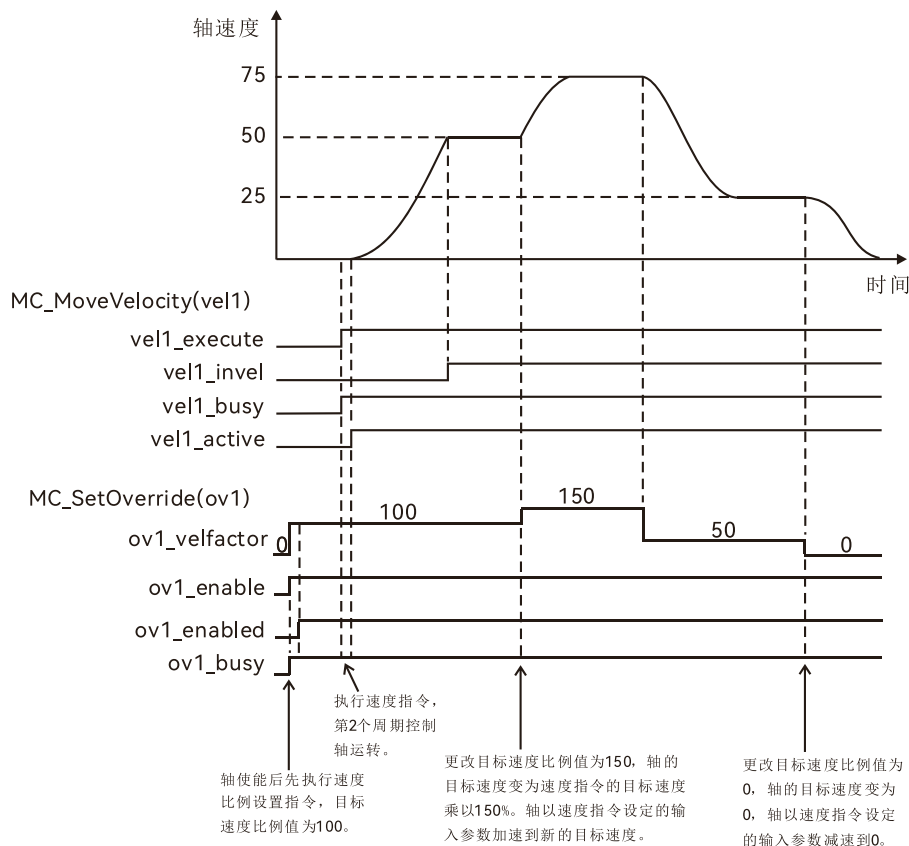 轴速度
75
50
25
时间
MC_MoveVelocity(vel1)
vel1_execute
vel1_invel
vel1_busy
vel1_active
MC_SetOverride(ov1)
150
100
50
0
0
ov1_velfactor
ov1_enable
ov1_enabled
ov1_busy
执行速度指令，
第2个周期控制
轴运转。
轴使能后先执行速度
比例设置指令，目标
速度比例值为100。
更改目标速度比例值为150，轴的
目标速度变为速度指令的目标速度
乘以150%。轴以速度指令设定的输
入参数加速到新的目标速度。
更改目标速度比例值为
0，轴的目标速度变为
0，轴以速度指令设定
的输入参数减速到0。